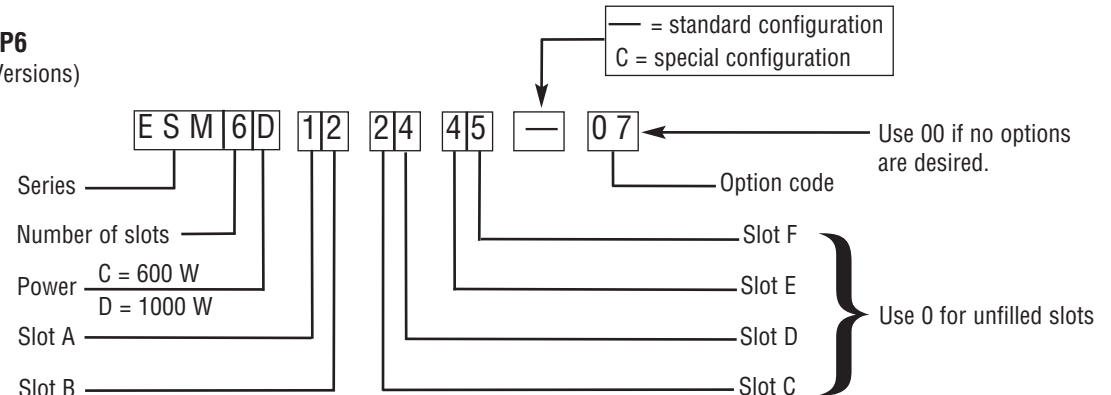 P6
ersions)
— = standard configuration
C = special configuration
E S M 6 D 1 2 2 4 4 5 — 0 7
Use 00 if no options
are desired.
Series
Option code
Number of slots
Slot F
Power
C = 600 W
D = 1000 W
Slot E
Use 0 for unfilled slots
Slot A
Slot D
Slot B
Slot C